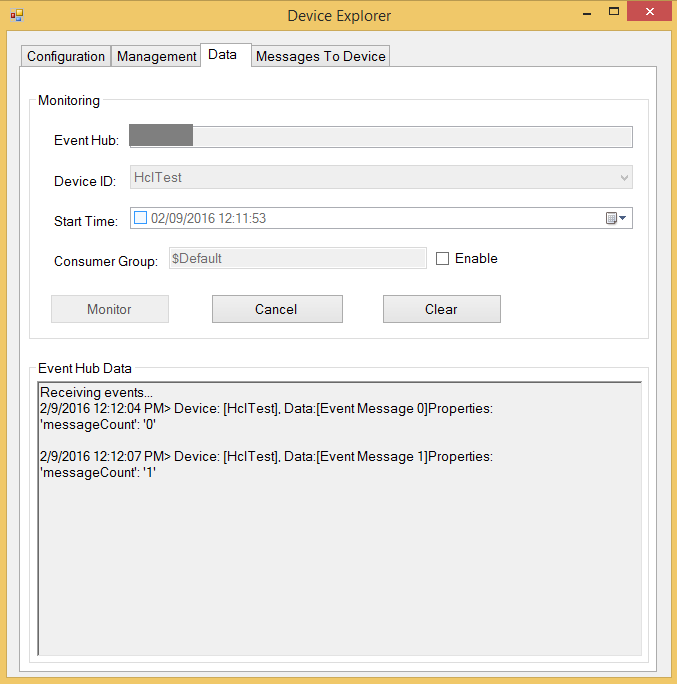 Device Explorer
Configuration Management Data Messages To Device
Monitoring
Event Hub:
Device ID: HclTest
Start Time: 02/09/2016 12:11:53
Consumer Group: $Default Enable
Monitor Cancel Clear
Event Hub Data
Receiving events...
2/9/2016 12:12:04 PM> Device: [HclTest], Data:[Event Message 0]Properties:
'messageCount': '0'
2/9/2016 12:12:07 PM> Device: [HclTest], Data:[Event Message 1]Properties:
'messageCount': '1'